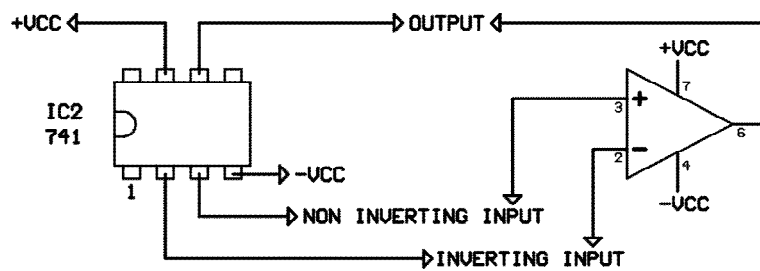 +VCC
OUTPUT
+VCC
7
IC2
741
3
+
6
2
-
4
-VCC
-VCC
1
NON INVERTING INPUT
INVERTING INPUT